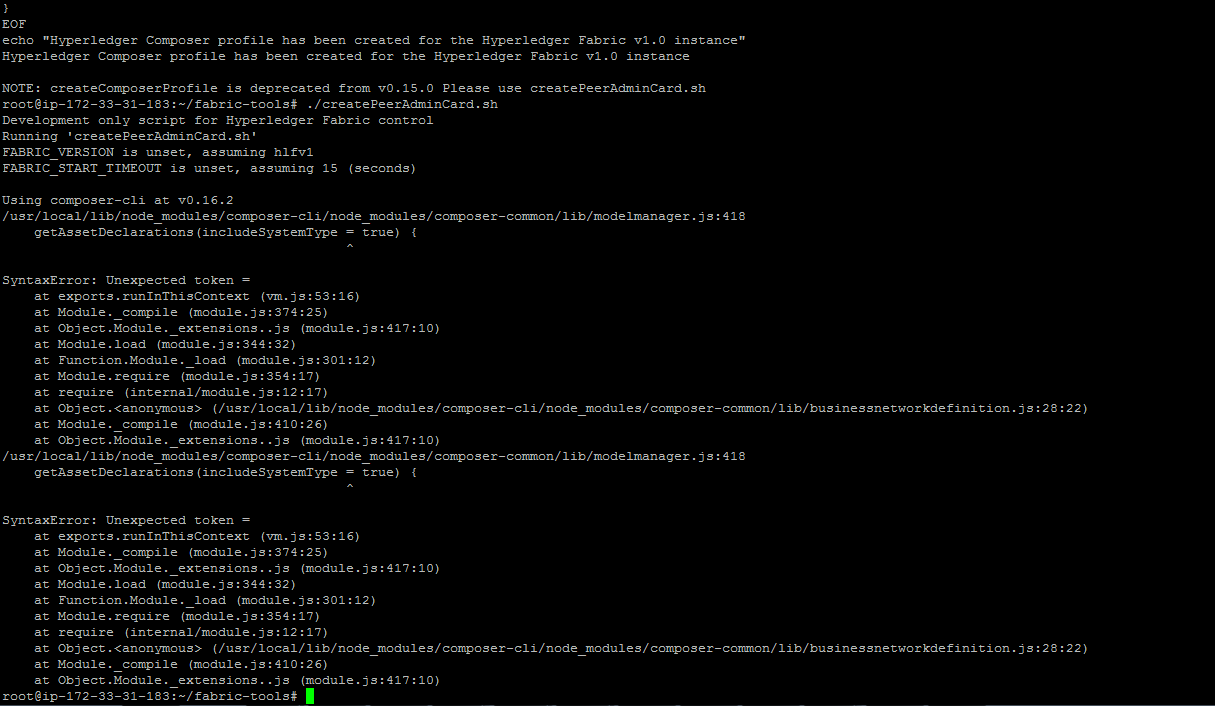 }
EOF
echo "Hyperledger Composer profile has been created for the Hyperledger Fabric v1.0 instance"
Hyperledger Composer profile has been created for the Hyperledger Fabric v1.0 instance
NOTE: createComposerProfile is deprecated from v0.15.0 Please use createPeerAdminCard.sh
root@ip-172-33-31-183:~/fabric-tools# ./createPeerAdminCard.sh
Development only script for Hyperledger Fabric control
Running 'createPeerAdminCard.sh'
FABRIC_VERSION is unset, assuming hlfv1
FABRIC_START_TIMEOUT is unset, assuming 15 (seconds)
Using composer-cli at v0.16.2
/usr/local/lib/node_modules/composer-cli/node_modules/composer-common/lib/modelmanager.js:418
    getAssetDeclarations(includeSystemType = true) {
                                           ^
SyntaxError: Unexpected token =
    at exports.runInThisContext (vm.js:53:16)
    at Module._compile (module.js:374:25)
    at Object.Module._extensions..js (module.js:417:10)
    at Module.load (module.js:344:32)
    at Function.Module._load (module.js:301:12)
    at Module.require (module.js:354:17)
    at require (internal/module.js:12:17)
    at Object.<anonymous> (/usr/local/lib/node_modules/composer-cli/node_modules/composer-common/lib/businessnetworkdefinition.js:28:22)
    at Module._compile (module.js:410:26)
    at Object.Module._extensions..js (module.js:417:10)
/usr/local/lib/node_modules/composer-cli/node_modules/composer-common/lib/modelmanager.js:418
    getAssetDeclarations(includeSystemType = true) {
                                           ^
SyntaxError: Unexpected token =
    at exports.runInThisContext (vm.js:53:16)
    at Module._compile (module.js:374:25)
    at Object.Module._extensions..js (module.js:417:10)
    at Module.load (module.js:344:32)
    at Function.Module._load (module.js:301:12)
    at Module.require (module.js:354:17)
    at require (internal/module.js:12:17)
    at Object.<anonymous> (/usr/local/lib/node_modules/composer-cli/node_modules/composer-common/lib/businessnetworkdefinition.js:28:22)
    at Module._compile (module.js:410:26)
    at Object.Module._extensions..js (module.js:417:10)
root@ip-172-33-31-183:~/fabric-tools#